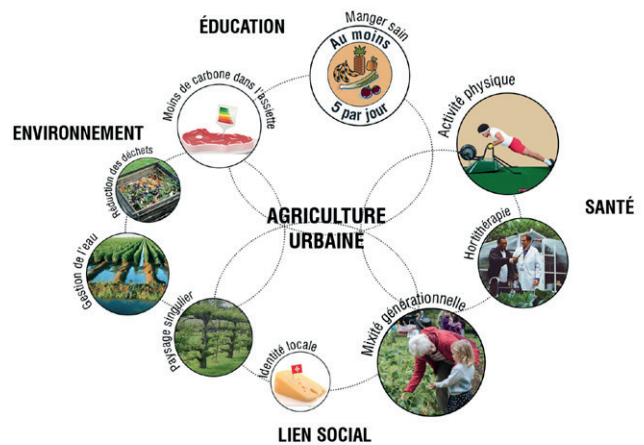 ÉDUCATION
Manger sain
Au moins
5 par jour
Moins de carbone dans l'assiette
Activité physique
ENVIRONNEMENT
Réduction des déchets
AGRICULTURE
URBAINE
SANTÉ
Hortithérapie
Gestion de l'eau
Paysage singulier
Mixité générationnelle
Identité locale
LIEN SOCIAL